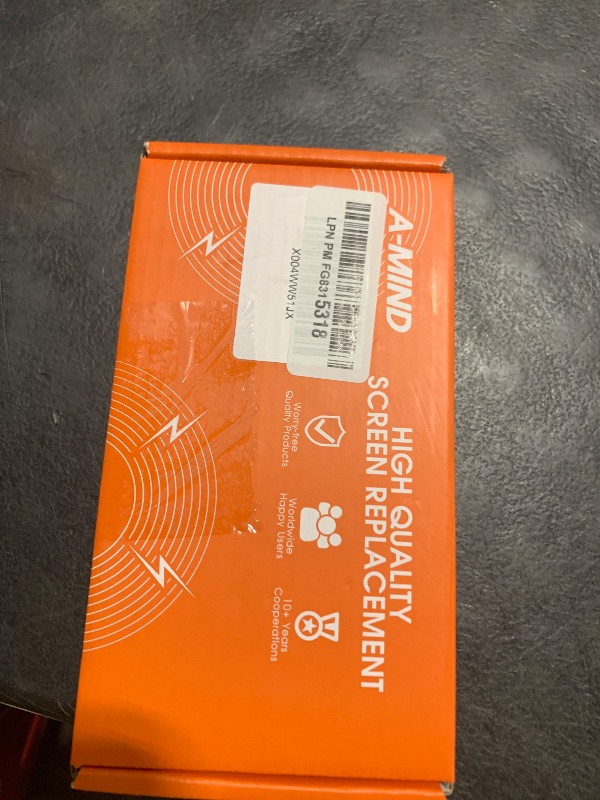 A-MIND
HIGH QUALITY
SCREEN REPLACEMENT
LPN PM FG8315318
X004WW51JX
Worry-free
Quality Products
Worldwide
Happy Users
10+ Years
Cooperations